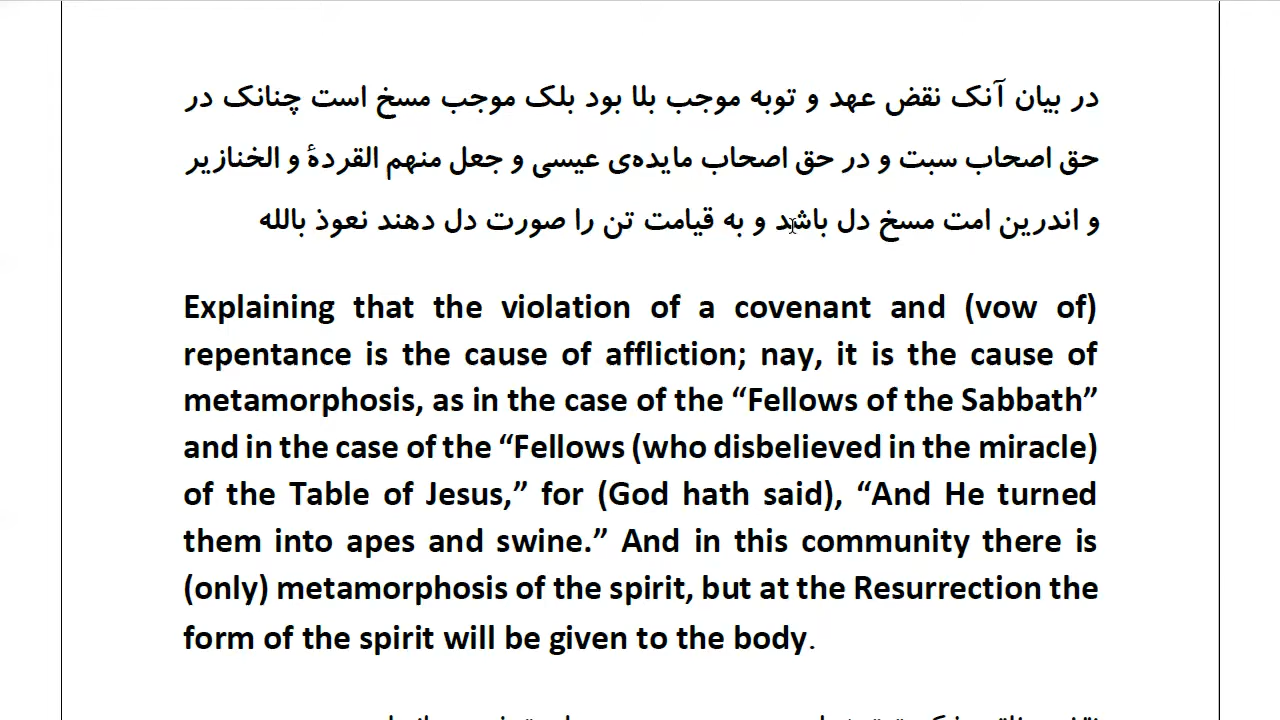 در بیان آنک نقض عهد و توبه موجب بلا بود بلک موجب مسخ است چنانک در
حق اصحاب سبت و در حق اصحاب مایده‌ی عیسی و جعل منهم القردهٔ و الخنازیر
و اندرین امت مسخ دل باشد و به قیامت تن را صورت دل دهند نعوذ بالله
Explaining that the violation of a covenant and (vow of)
repentance is the cause of affliction; nay, it is the cause of
metamorphosis, as in the case of the “Fellows of the Sabbath”
and in the case of the “Fellows (who disbelieved in the miracle)
of the Table of Jesus,” for (God hath said), “And He turned
them into apes and swine.” And in this community there is
(only) metamorphosis of the spirit, but at the Resurrection the
form of the spirit will be given to the body.